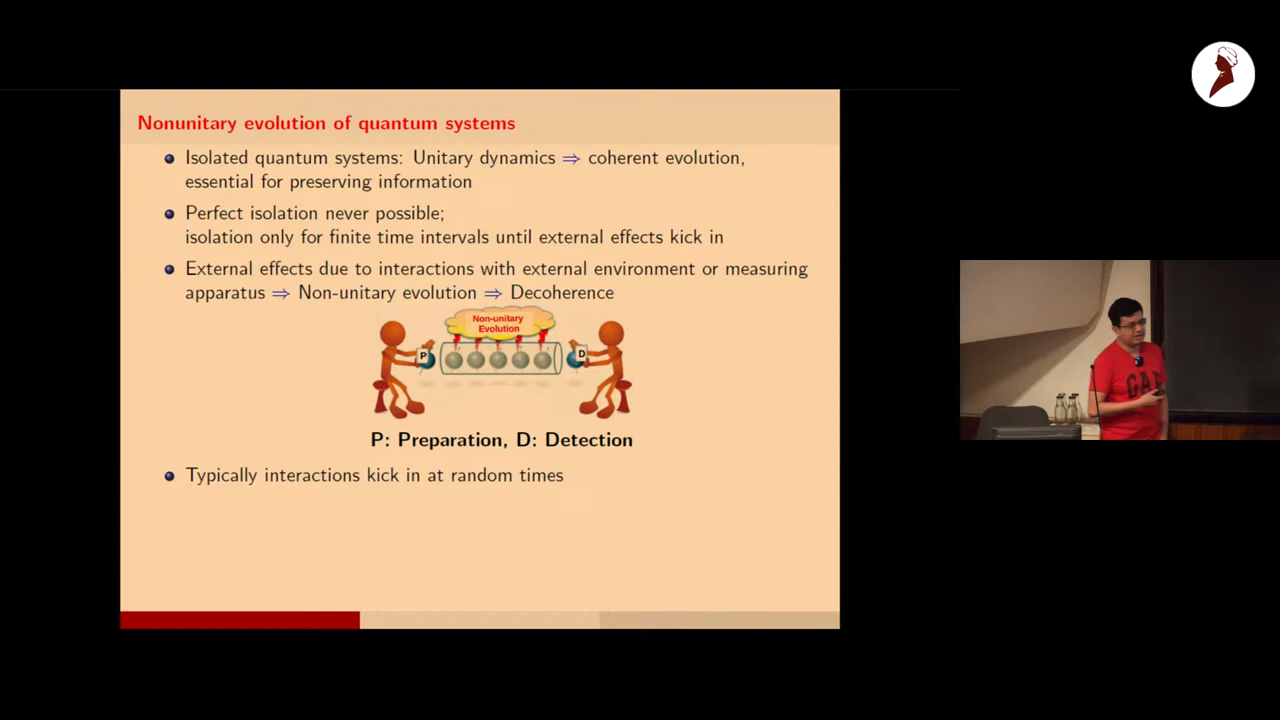 Nonunitary evolution of quantum systems
Isolated quantum systems: Unitary dynamics ⇒ coherent evolution,
essential for preserving information
Perfect isolation never possible;
isolation only for finite time intervals until external effects kick in
External effects due to interactions with external environment or measuring
apparatus ⇒ Non-unitary evolution ⇒ Decoherence
Non-unitary
Evolution
P
D
P: Preparation, D: Detection
Typically interactions kick in at random times
GAP